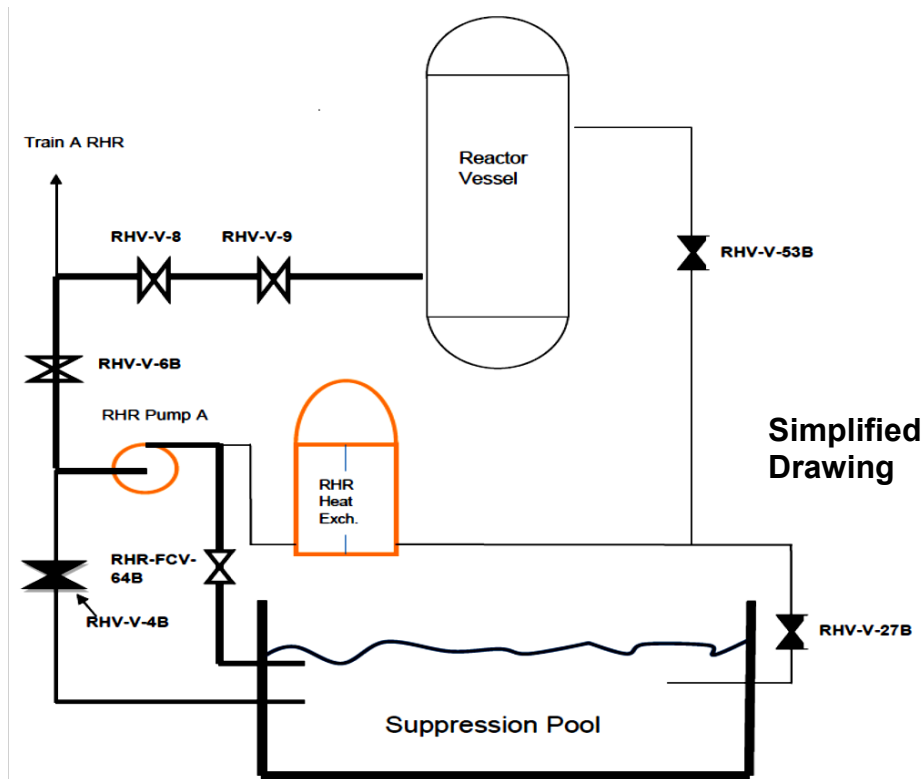 Reactor
Vessel
Train A RHR
RHV-V-8
RHV-V-9
RHV-V-53B
RHV-V-6B
RHR Pump A
Simplified
Drawing
RHR
Heat
Exch.
RHR-FCV-
64B
RHV-V-4B
RHV-V-27B
Suppression Pool